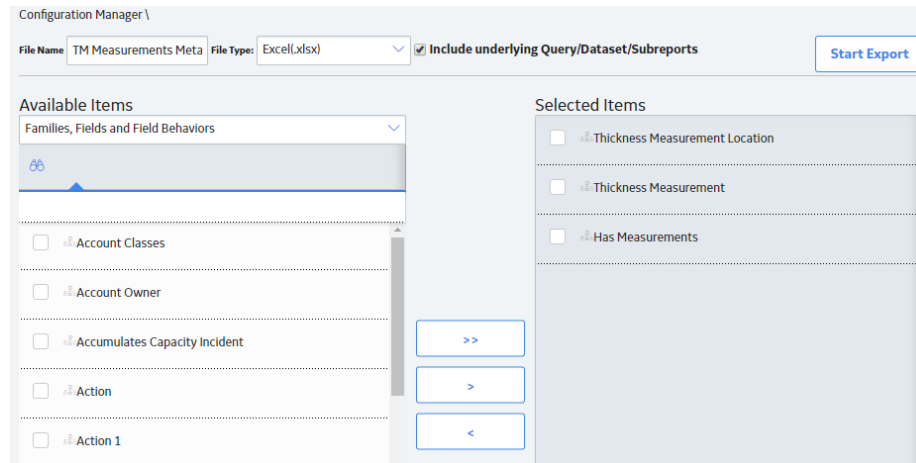 Configuration Manager \
File Name TM Measurements Meta File Type: Excel(.xlsx) Include underlying Query/Dataset/Subreports Start Export
Available Items
Families, Fields and Field Behaviors
Account Classes
Account Owner
Accumulates Capacity Incident
Action
Action 1
>>
>
<
Selected Items
Thickness Measurement Location
Thickness Measurement
Has Measurements